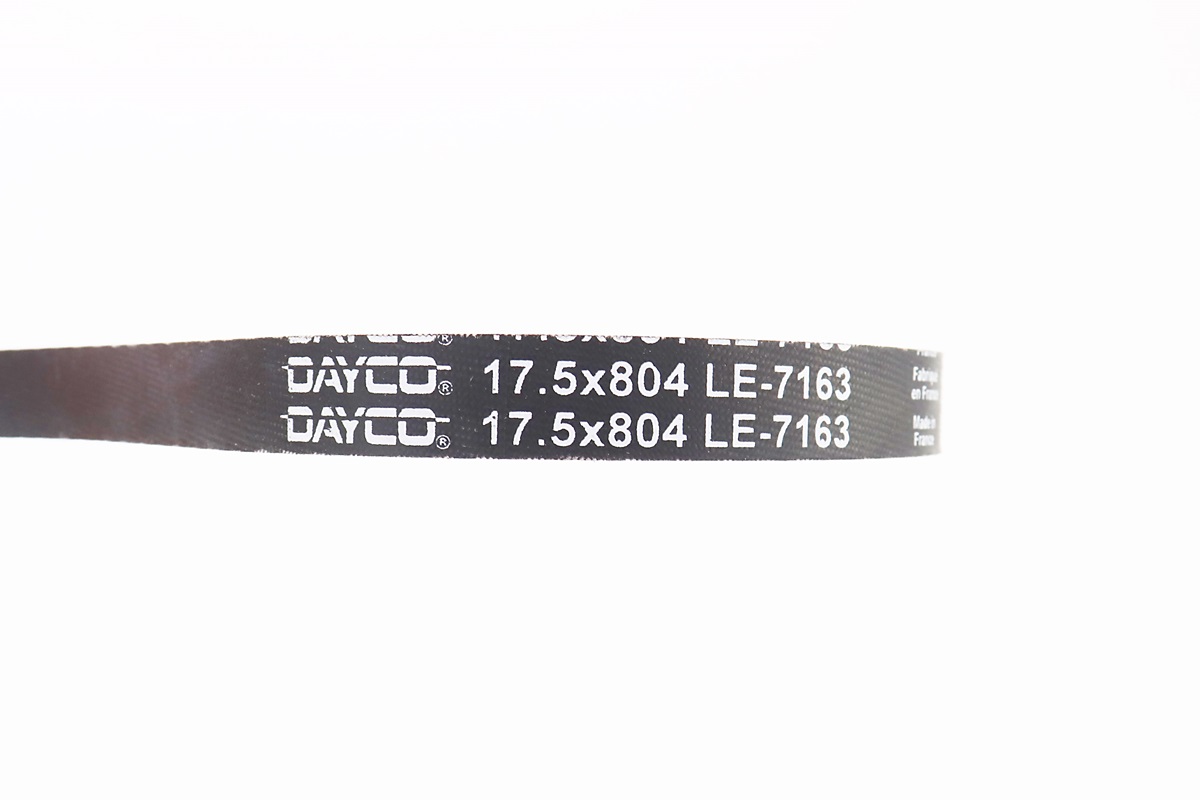 DAYCO® 17.5x804 LE-7163
Fabriqué
en France
DAYCO® 17.5x804 LE-7163
Made in
France